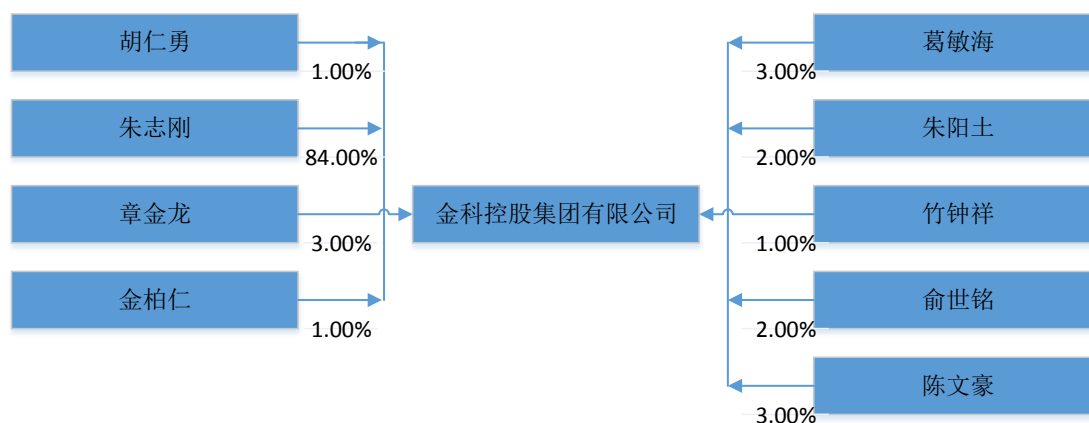 胡仁勇
1.00%
朱志刚
84.00%
章金龙
3.00%
金柏仁
1.00%
金科控股集团有限公司
葛敏海
3.00%
朱阳土
2.00%
竹钟祥
1.00%
俞世铭
2.00%
陈文豪
3.00%